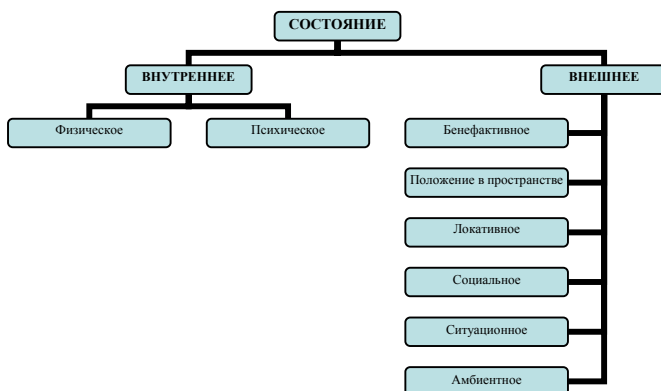 СОСТОЯНИЕ
ВНУТРЕННЕЕ
ВНЕШНЕЕ
Физическое
Психическое
Бенефактивное
Положение в пространстве
Локативное
Социальное
Ситуационное
Амбиентное